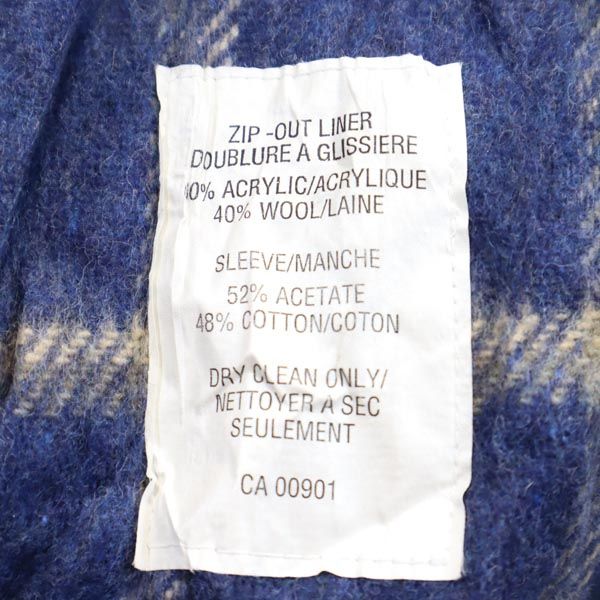 ZIP -OUT LINER
DOUBLURE A GLISSIERE
ACRYLIC/ACRYLIQUE
40% WOOL/LAINE
SLEEVE/MANCHE
52% ACETATE
48% COTTON/COTON
DRY CLEAN ONLY/
NETTOYER A SEC
SEULEMENT
CA 00901